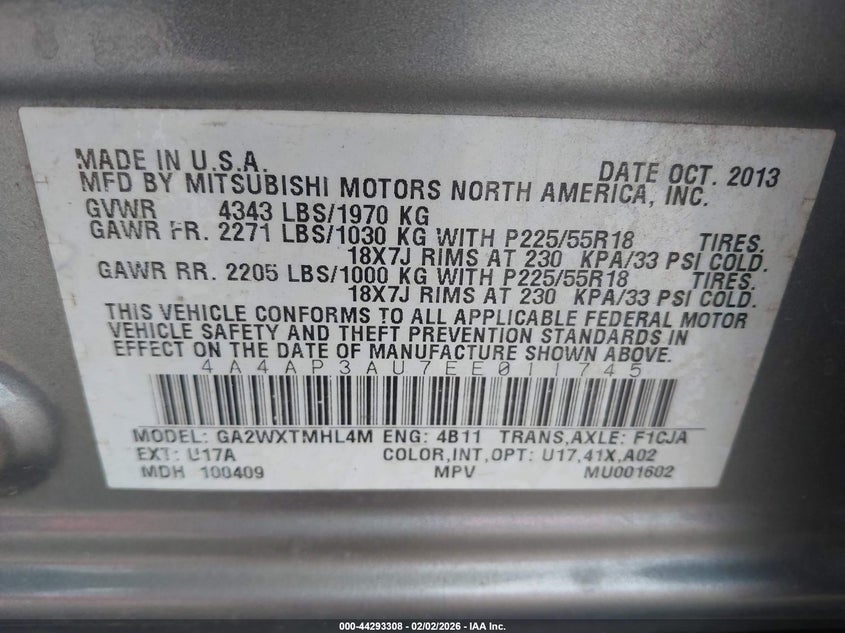 MADE IN U.S.A. DATE OCT. 2013
MFD BY MITSUBISHI MOTORS NORTH AMERICA, INC.
GVWR 4343 LBS/1970 KG
GAWR FR. 2271 LBS/1030 KG WITH P225/55R18 TIRES.
18X7J RIMS AT 230 KPA/33 PSI COLD.
GAWR RR. 2205 LBS/1000 KG WITH P225/55R18 TIRES.
18X7J RIMS AT 230 KPA/33 PSI COLD.
THIS VEHICLE CONFORMS TO ALL APPLICABLE FEDERAL MOTOR
VEHICLE SAFETY AND THEFT PREVENTION STANDARDS IN
EFFECT ON THE DATE OF MANUFACTURE SHOWN ABOVE.
4A4AP3AU7EE011745
MODEL: GA2WXTMHL4M ENG: 4B11 TRANS,AXLE: F1CJA
EXT: U17A COLOR,INT,OPT: U17,41X,A02
MDH 100409 MPV MU001602
000-44293308 - 02/02/2026 - IAA Inc.